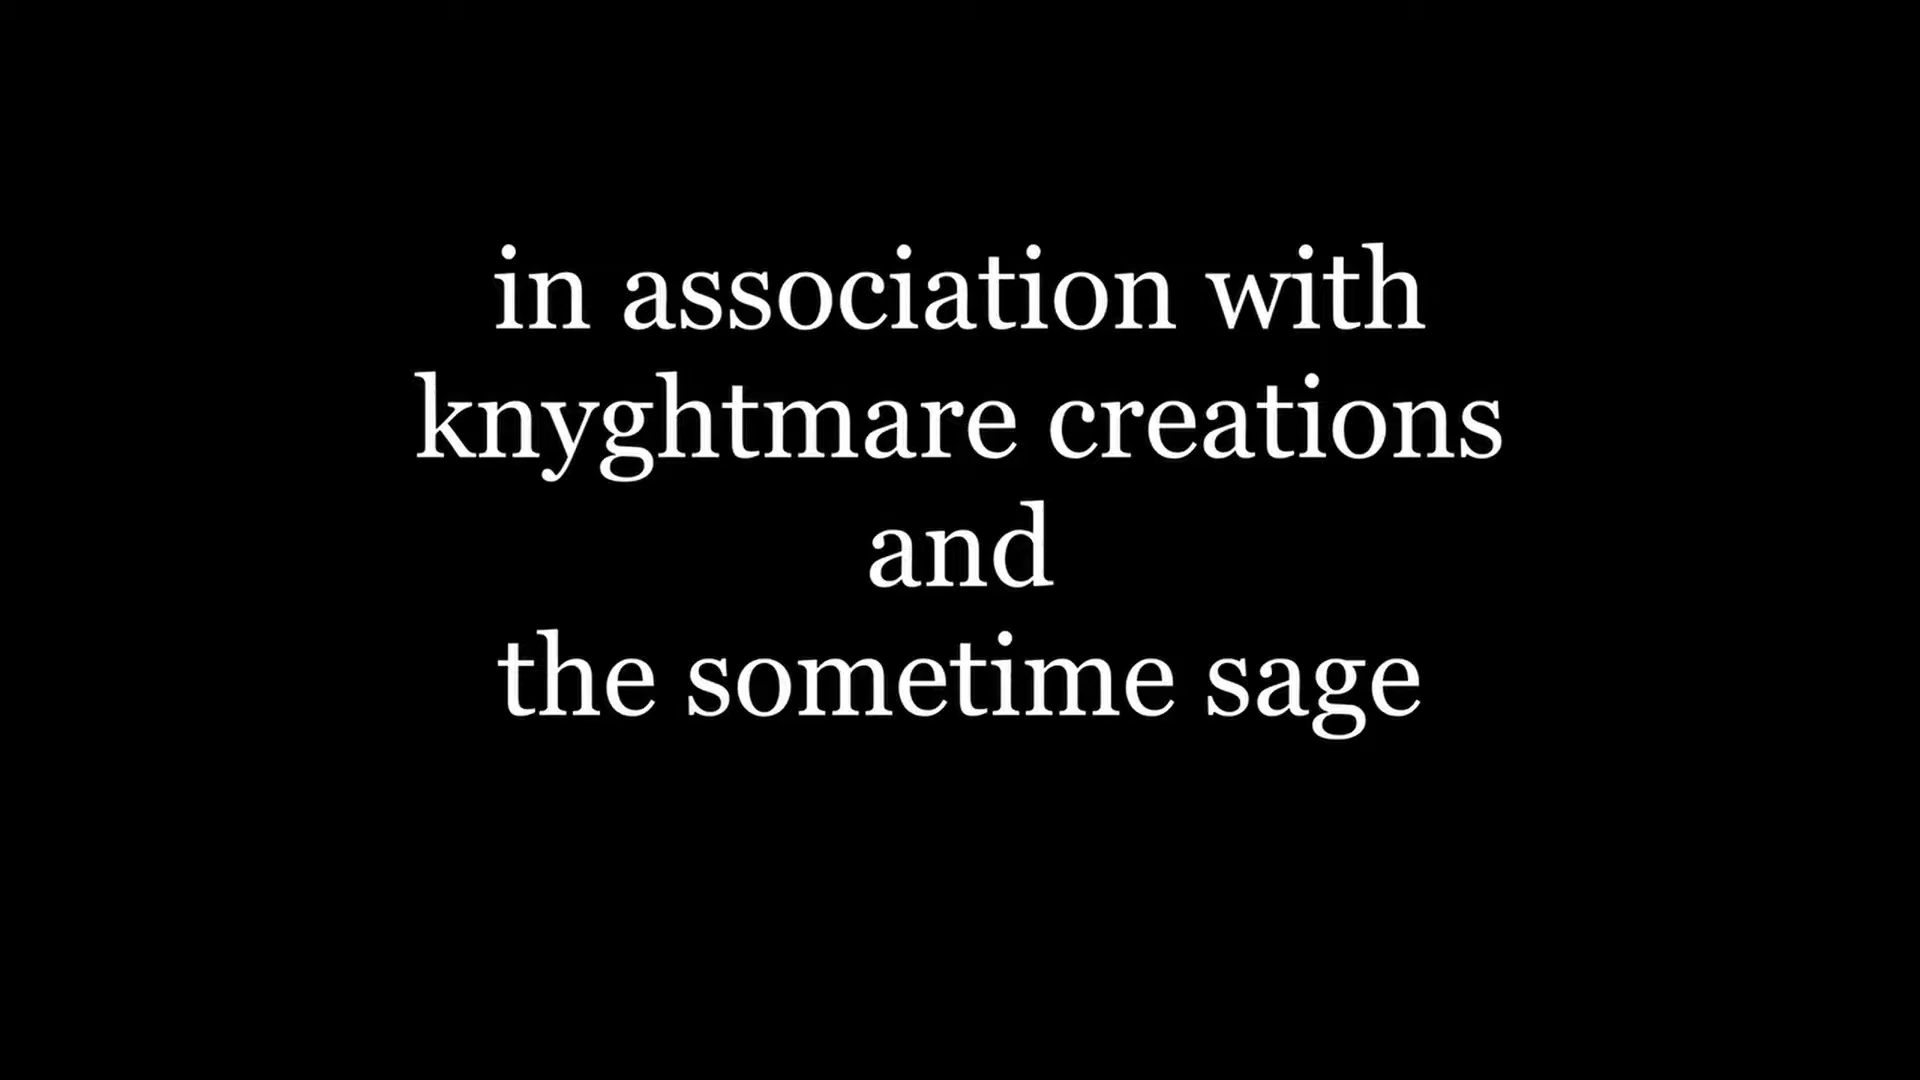 in association with
knyghtmare creations
and
the sometime sage